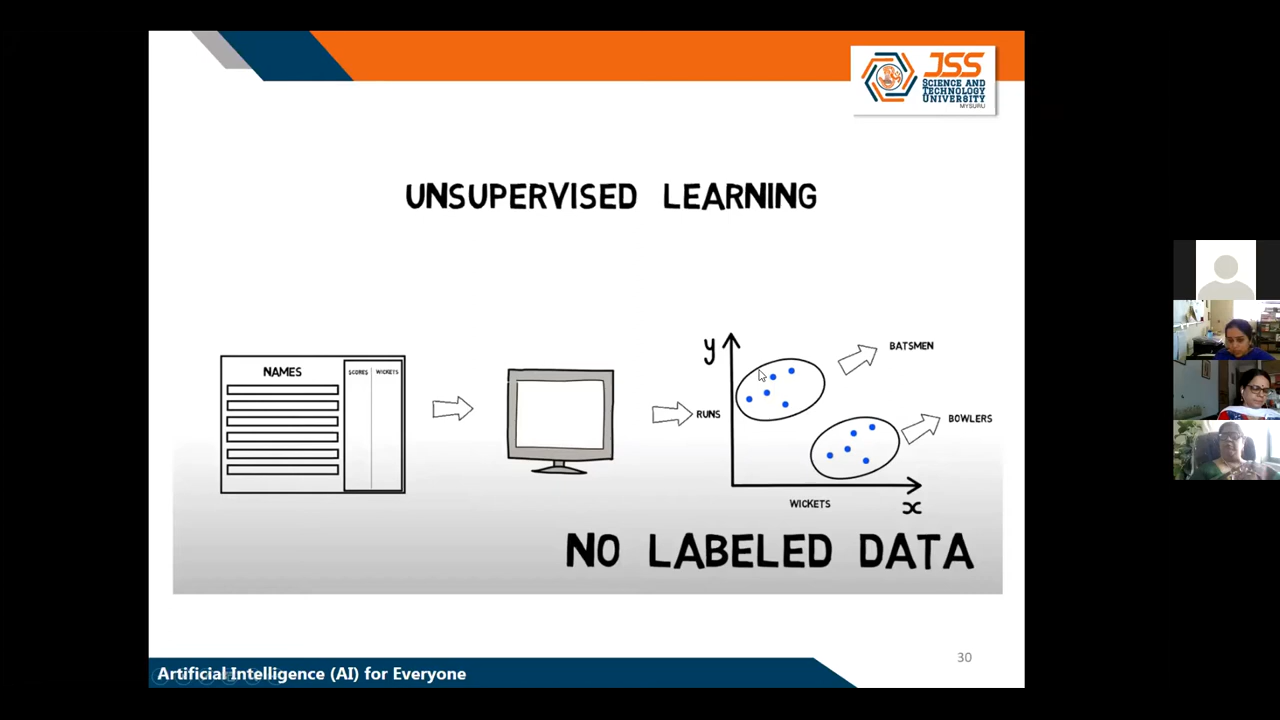 JSS
SCIENCE AND
TECHNOLOGY
UNIVERSITY
MYSURU
UNSUPERVISED LEARNING
NAMES
SCORES
WICKETS
y
RUNS
BATSMEN
BOWLERS
WICKETS
x
NO LABELED DATA
30
Artificial Intelligence (AI) for Everyone